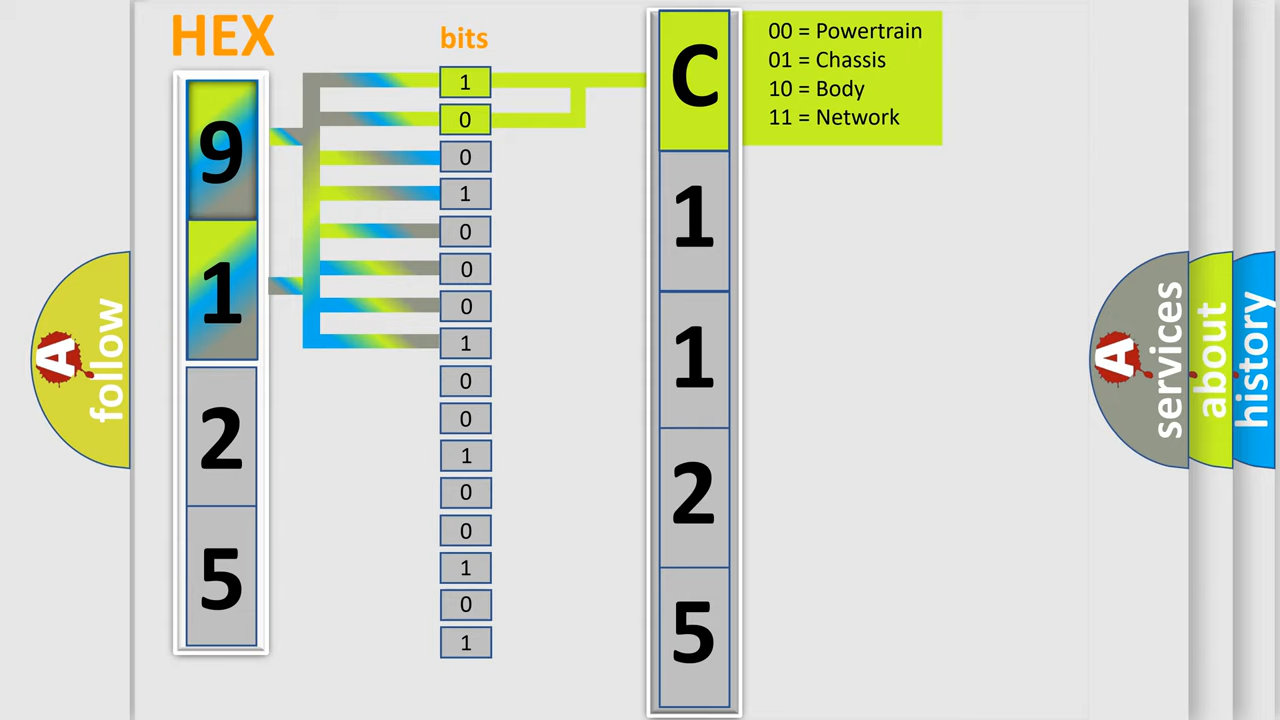 HEX
9
1
2
5
bits
1
0
0
1
0
0
0
1
0
0
1
0
0
1
0
1
C
1
1
2
5
00 = Powertrain
01 = Chassis
10 = Body
11 = Network
A
follow
A
services
about
history